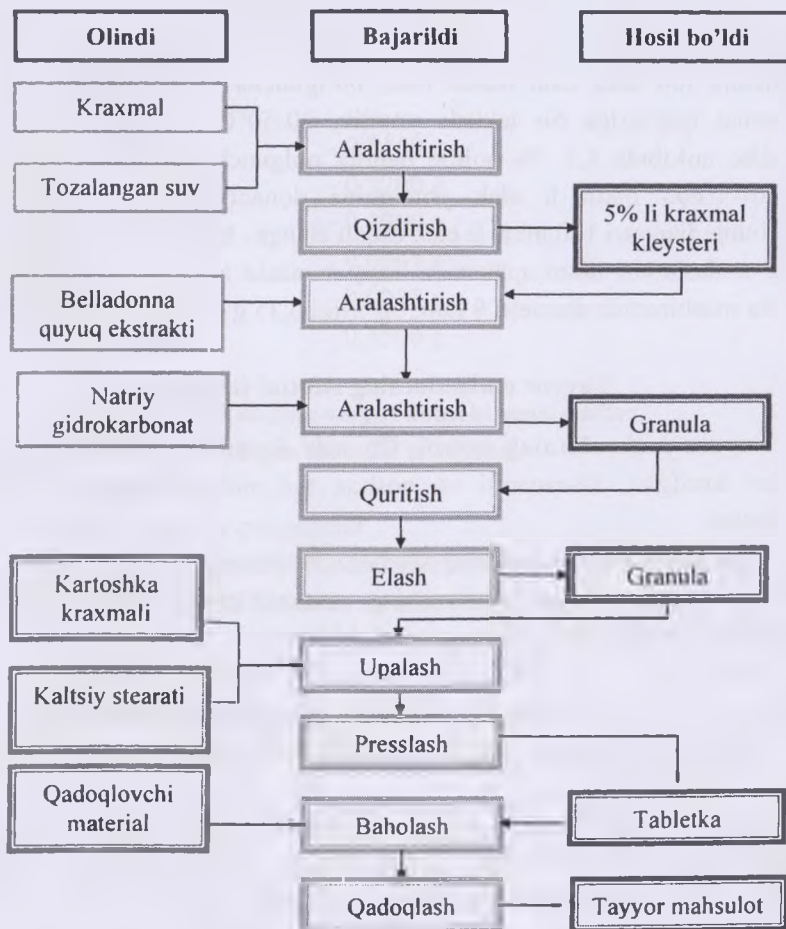 Olindi
Bajarildi
Hosil bo'ldi
Kraxmal
Aralashtirish
Tozalangan suv
Qizdirish
5% li kraxmal
kleysteri
Belladonna
quyuq ekstrakti
Aralashtirish
Natriy
gidrokarbonat
Aralashtirish
Granula
Quritish
Elash
Granula
Kartoshka
kraxmali
Upalash
Kaltsiy stearati
Presslash
Qadoqlovchi
material
Baholash
Tabletka
Qadoqlash
Tayyor mahsulot